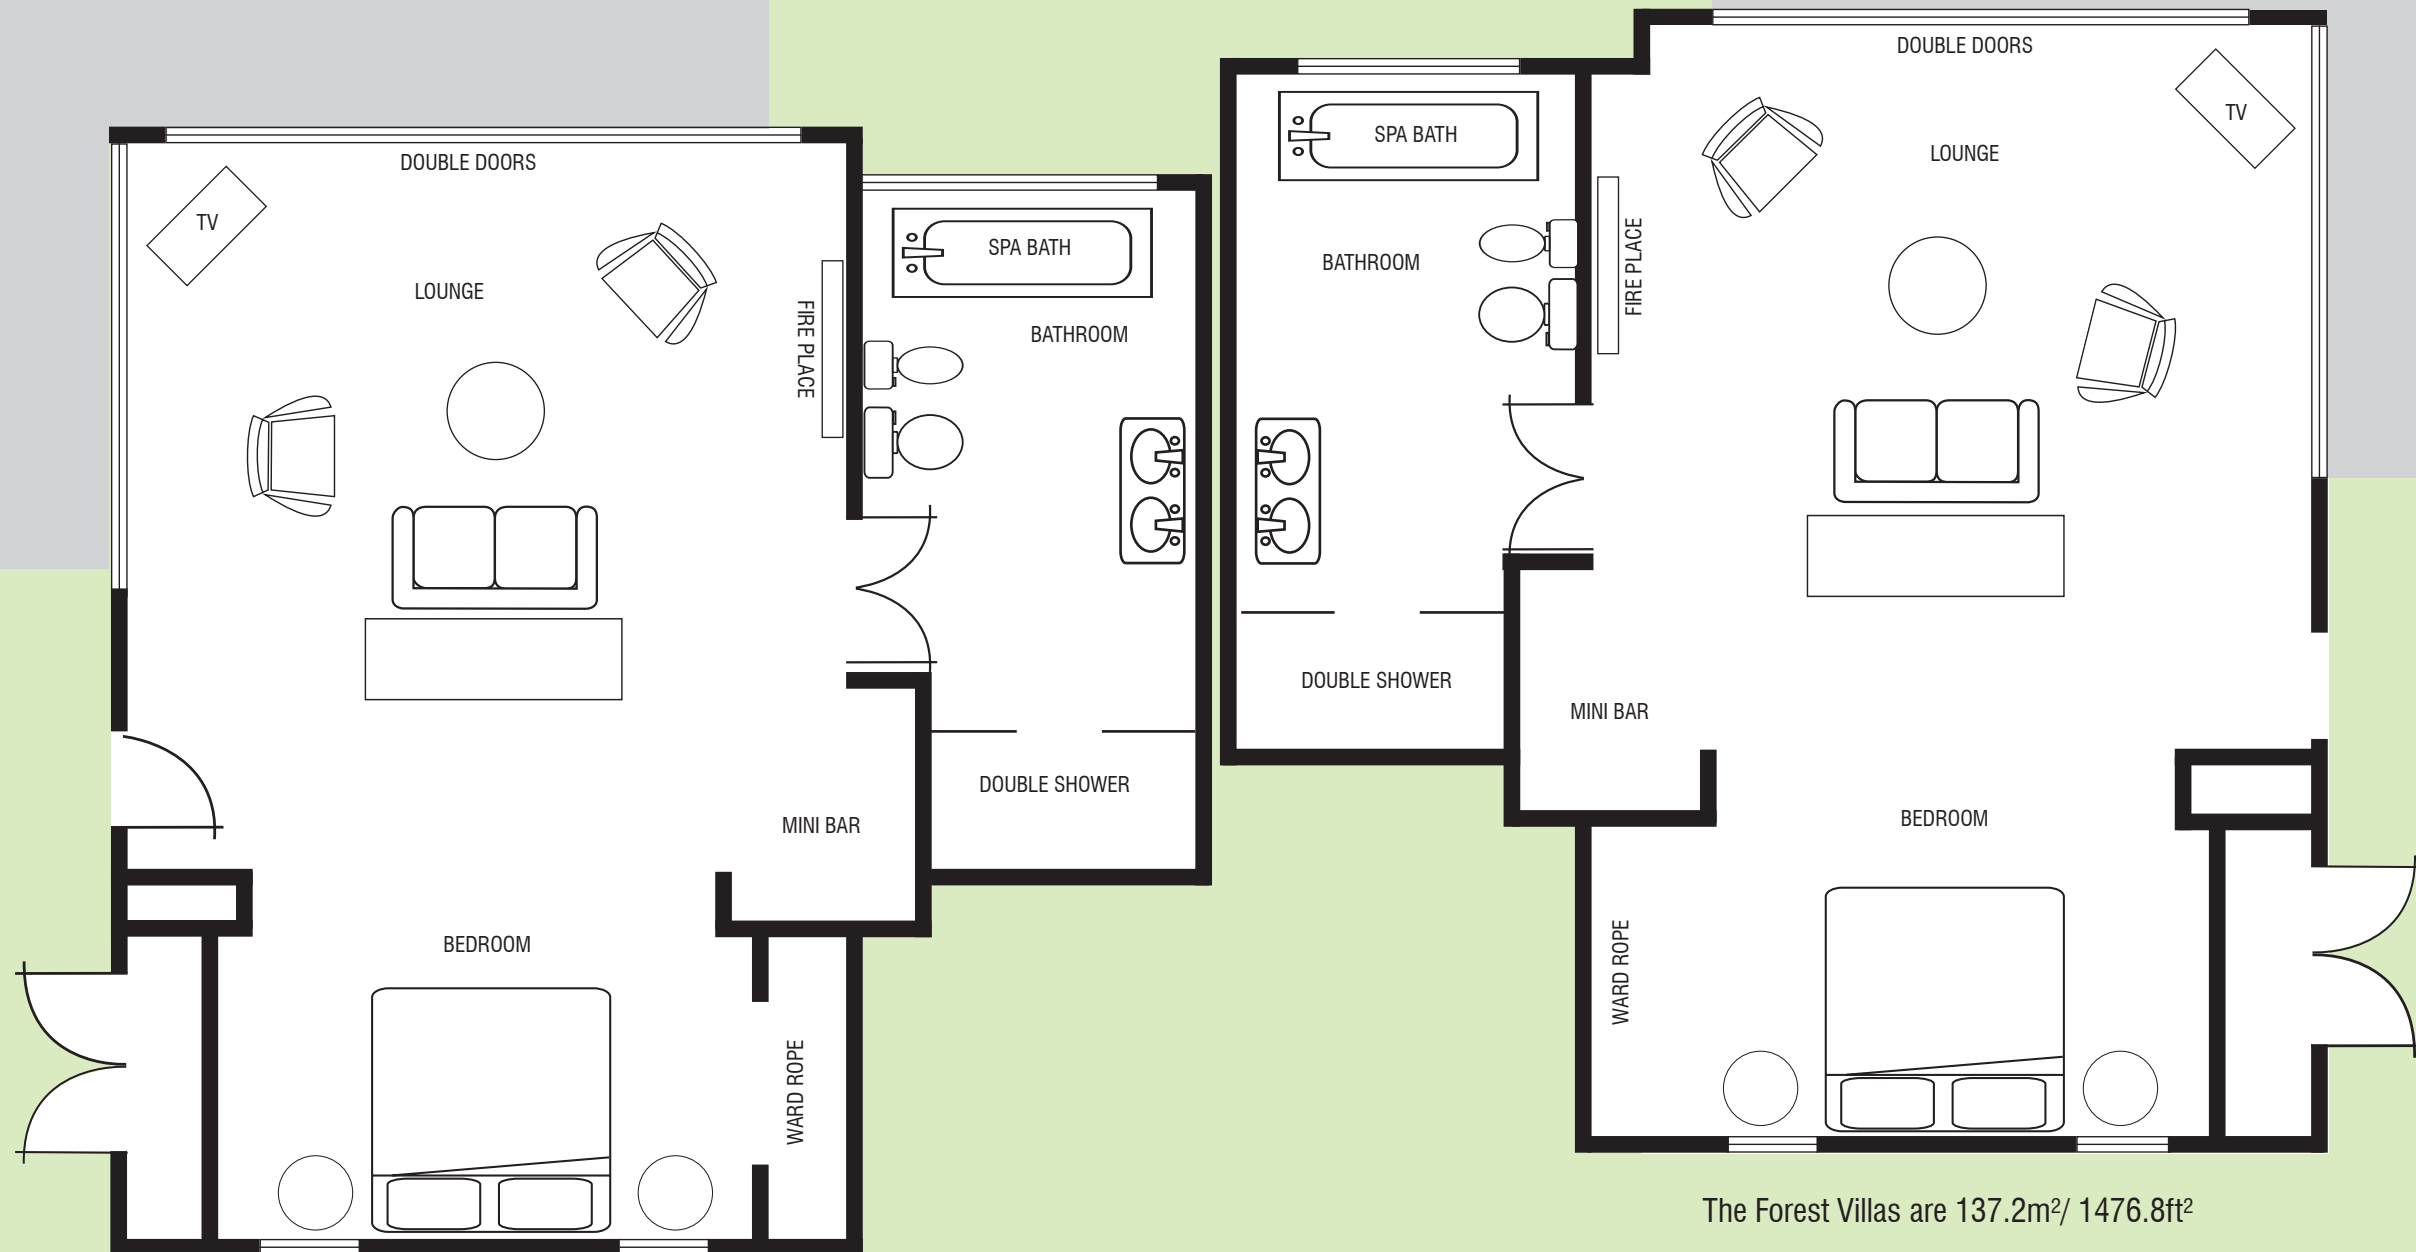 DOUBLE DOORS
TV
LOUNGE
FIRE PLACE
SPA BATH
BATHROOM
DOUBLE SHOWER
MINI BAR
BEDROOM
WARD ROPE
DOUBLE DOORS
TV
LOUNGE
SPA BATH
BATHROOM
FIRE PLACE
DOUBLE SHOWER
MINI BAR
BEDROOM
WARD ROPE
The Forest Villas are 137.2m²/ 1476.8ft²